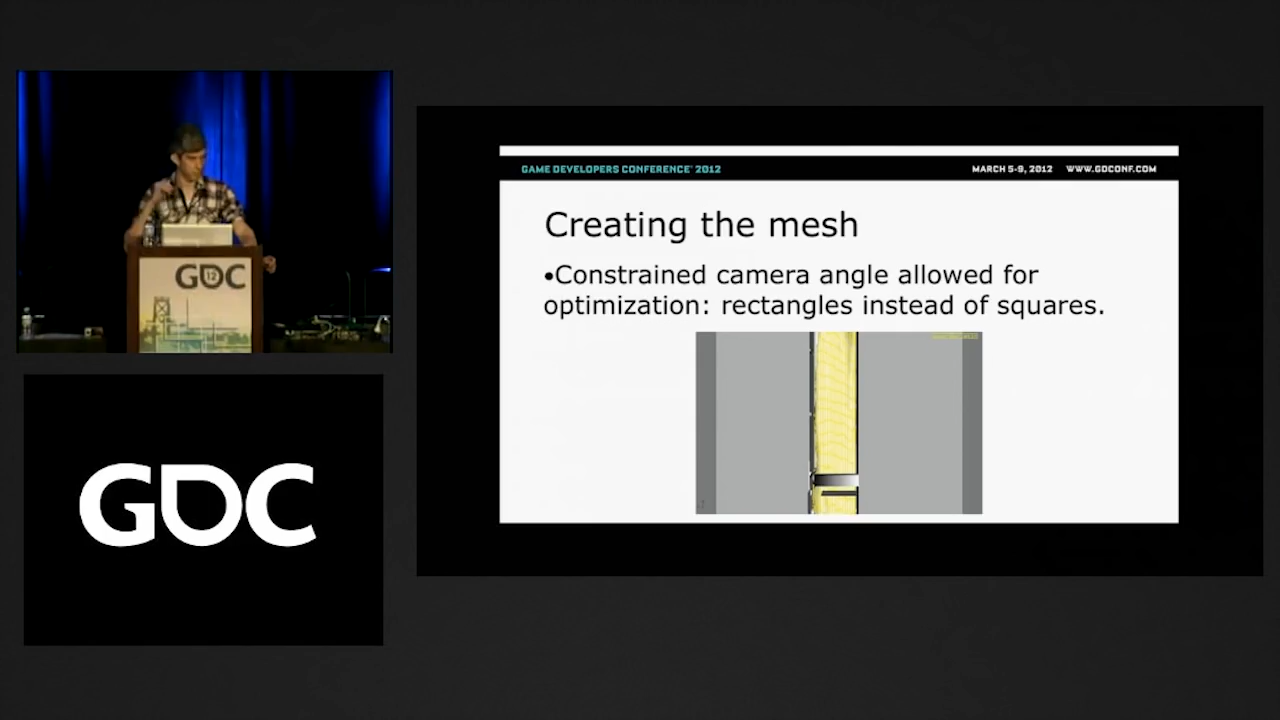 GAME DEVELOPERS CONFERENCE 2012
MARCH 5-9, 2012 WWW.GDCONF.COM
Creating the mesh
•Constrained camera angle allowed for
optimization: rectangles instead of squares.
GDC
12
GDC